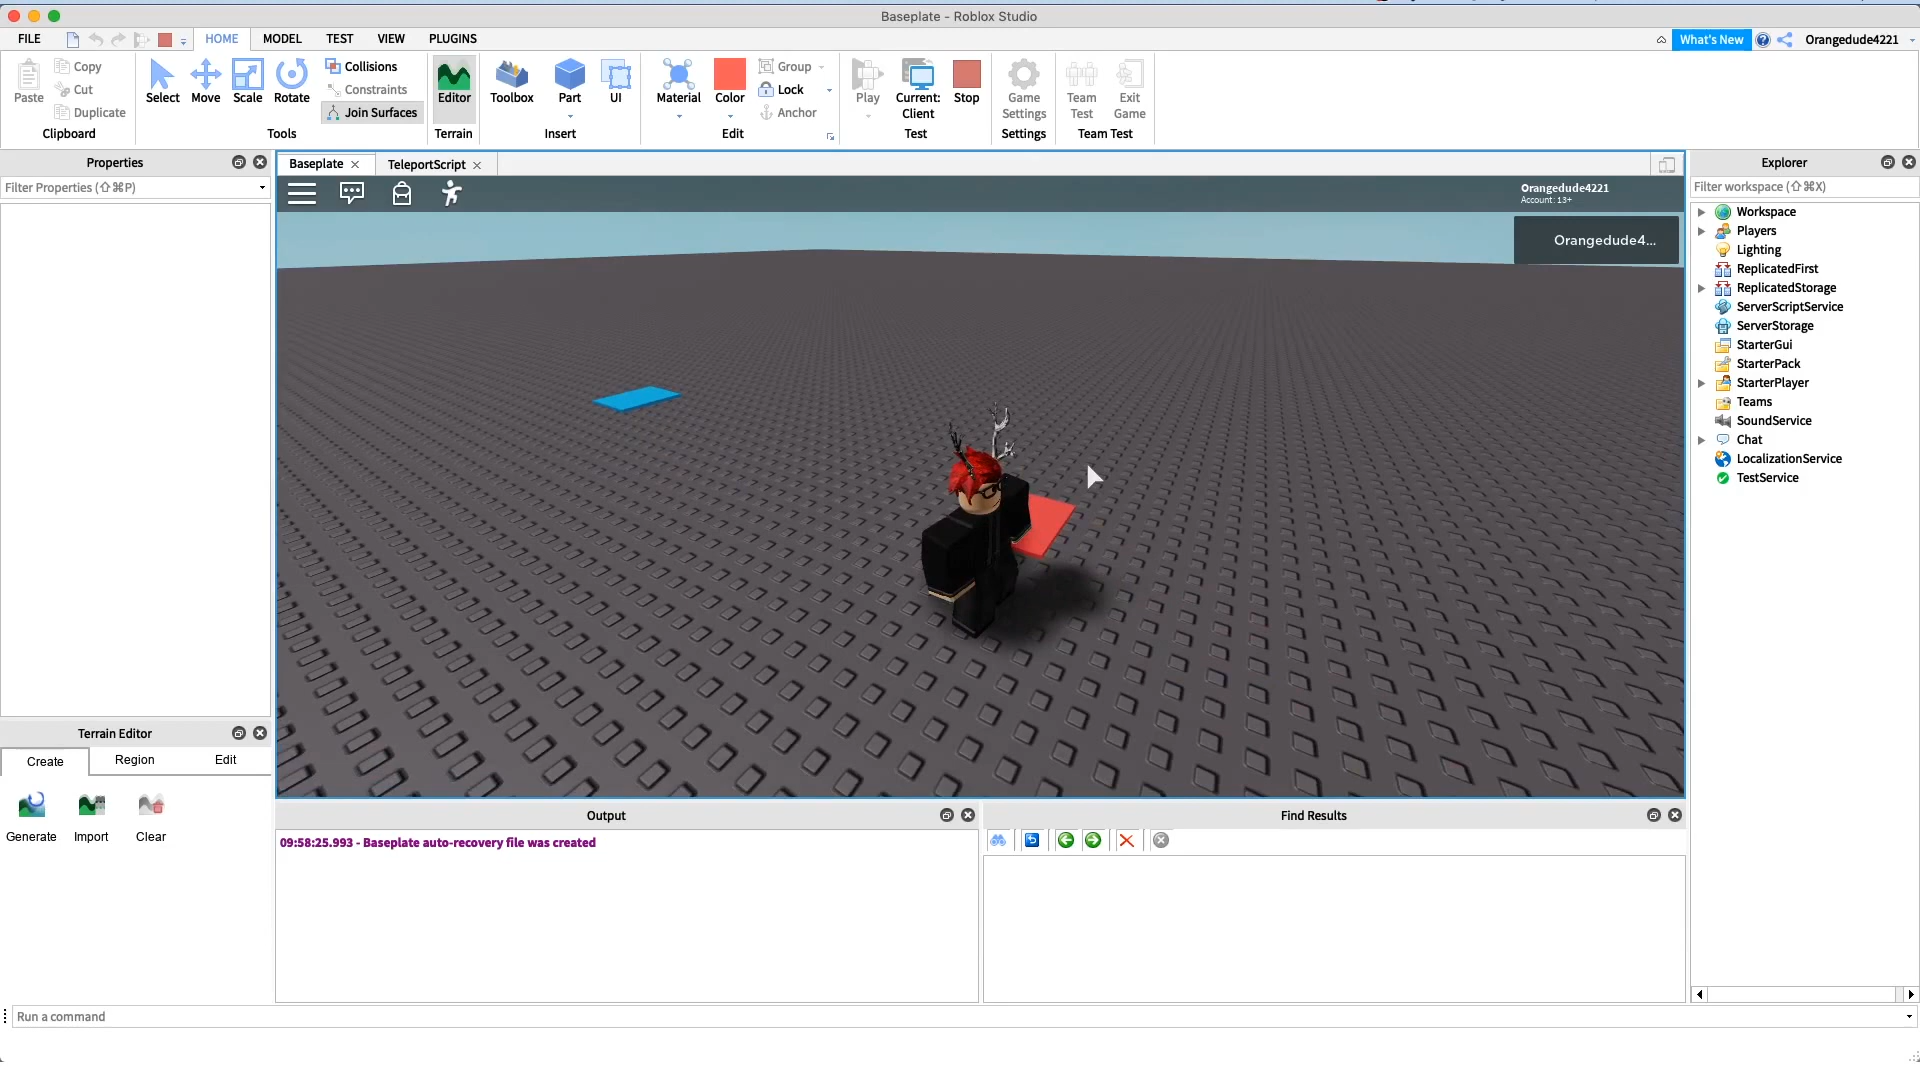 Baseplate - Roblox Studio
FILE HOME MODEL TEST VIEW PLUGINS
What's New Orangedude4221
Paste Copy Cut Duplicate
Clipboard
Select Move Scale Rotate
Collisions
Constraints
Join Surfaces
Tools
Editor
Terrain
Toolbox Part UI
Insert
Material Color
Group
Lock
Anchor
Edit
Play Current: Client Stop
Test
Game Settings
Settings
Team Test Exit Game
Team Test
Properties
Filter Properties (⇧⌘P)
Baseplate TeleportScript
Orangedude4221
Account: 13+
Orangedude4...
Explorer
Filter workspace (⇧⌘X)
Workspace
Players
Lighting
ReplicatedFirst
ReplicatedStorage
ServerScriptService
ServerStorage
StarterGui
StarterPack
StarterPlayer
Teams
SoundService
Chat
LocalizationService
TestService
Terrain Editor
Create Region Edit
Generate Import Clear
Output
09:58:25.993 - Baseplate auto-recovery file was created
Find Results
Run a command